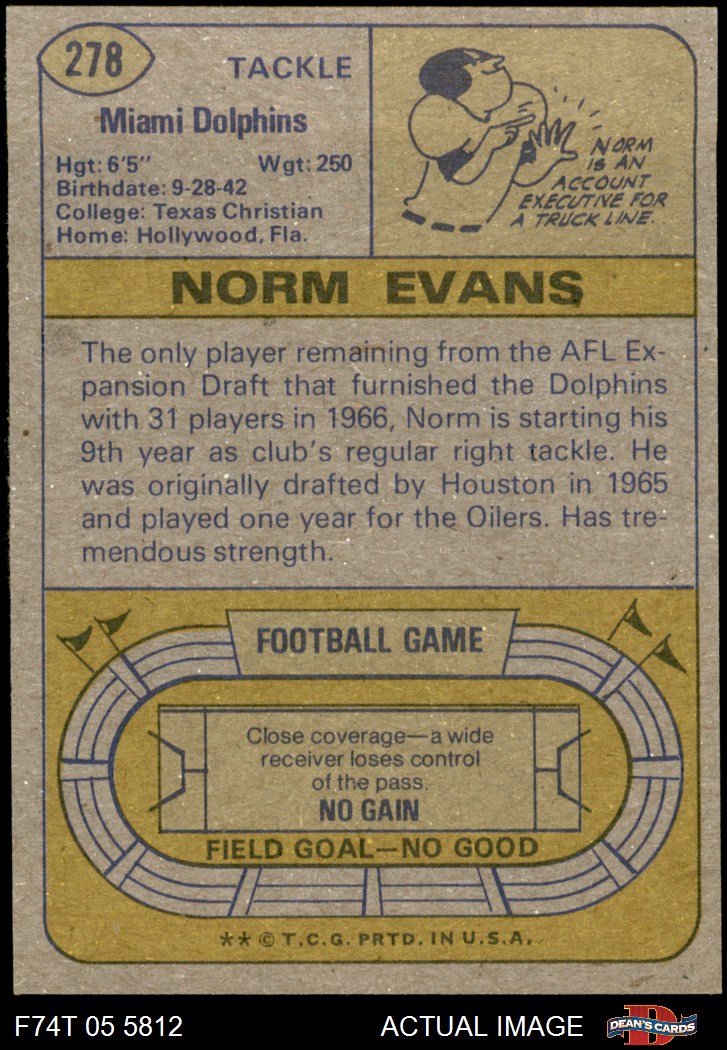 278
TACKLE
Miami Dolphins
Hgt: 6'5" Wgt: 250
Birthdate: 9-28-42
College: Texas Christian
Home: Hollywood, Fla.
NORM
IS AN
ACCOUNT
EXECUTIVE FOR
A TRUCK LINE.
NORM EVANS
The only player remaining from the AFL Ex-
pansion Draft that furnished the Dolphins
with 31 players in 1966, Norm is starting his
9th year as club's regular right tackle. He
was originally drafted by Houston in 1965
and played one year for the Oilers. Has tre-
mendous strength.
FOOTBALL GAME
Close coverage—a wide
receiver loses control
of the pass.
NO GAIN
FIELD GOAL—NO GOOD
** © T.C.G. PRTD. IN U.S.A.
F74T 05 5812 ACTUAL IMAGE
D
DEAN'S CARDS